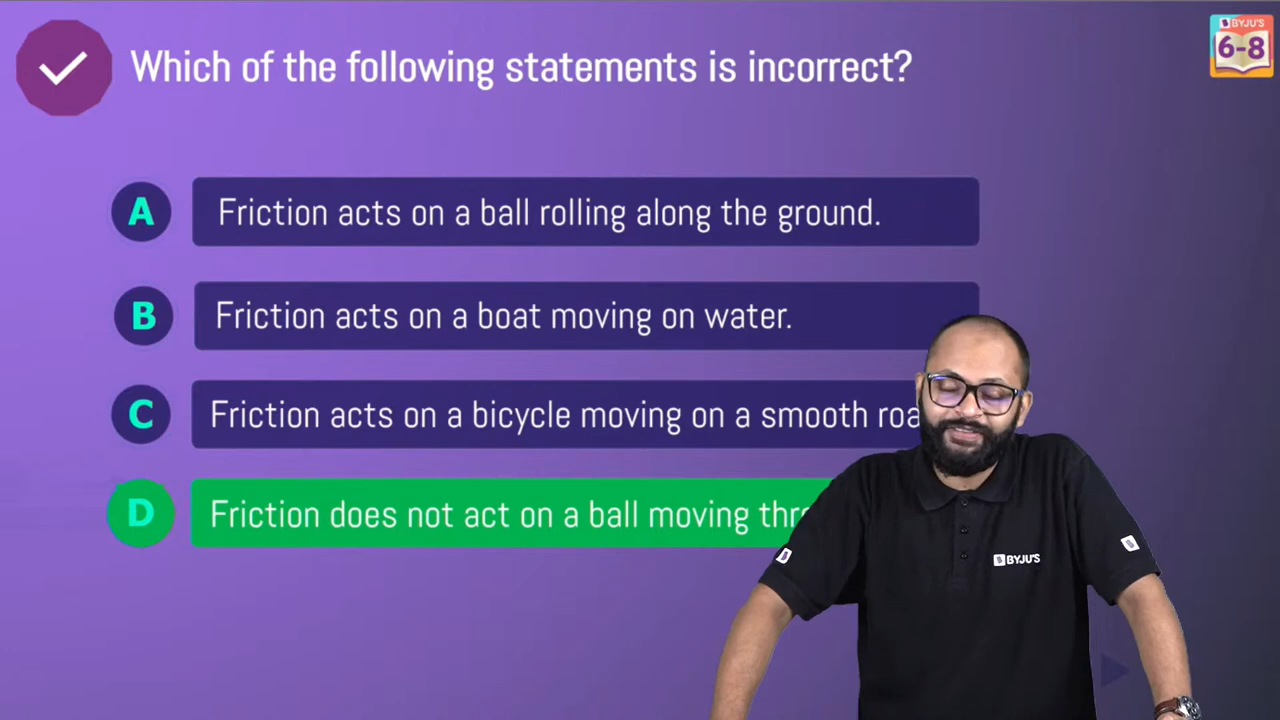 Which of the following statements is incorrect?
BYJU'S
6-8
A
Friction acts on a ball rolling along the ground.
B
Friction acts on a boat moving on water.
C
Friction acts on a bicycle moving on a smooth
D
Friction does not act on a ball moving
BYJU'S